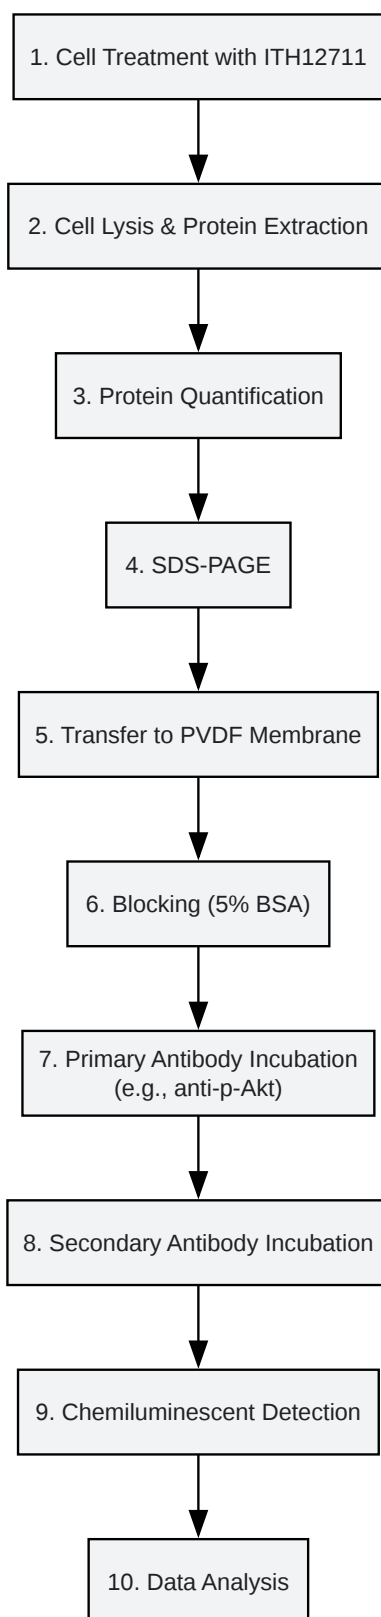 1. Cell Treatment with ITH12711
2. Cell Lysis & Protein Extraction
3. Protein Quantification
4. SDS-PAGE
5. Transfer to PVDF Membrane
6. Blocking (5% BSA)
7. Primary Antibody Incubation
(e.g., anti-p-Akt)
8. Secondary Antibody Incubation
9. Chemiluminescent Detection
10. Data Analysis